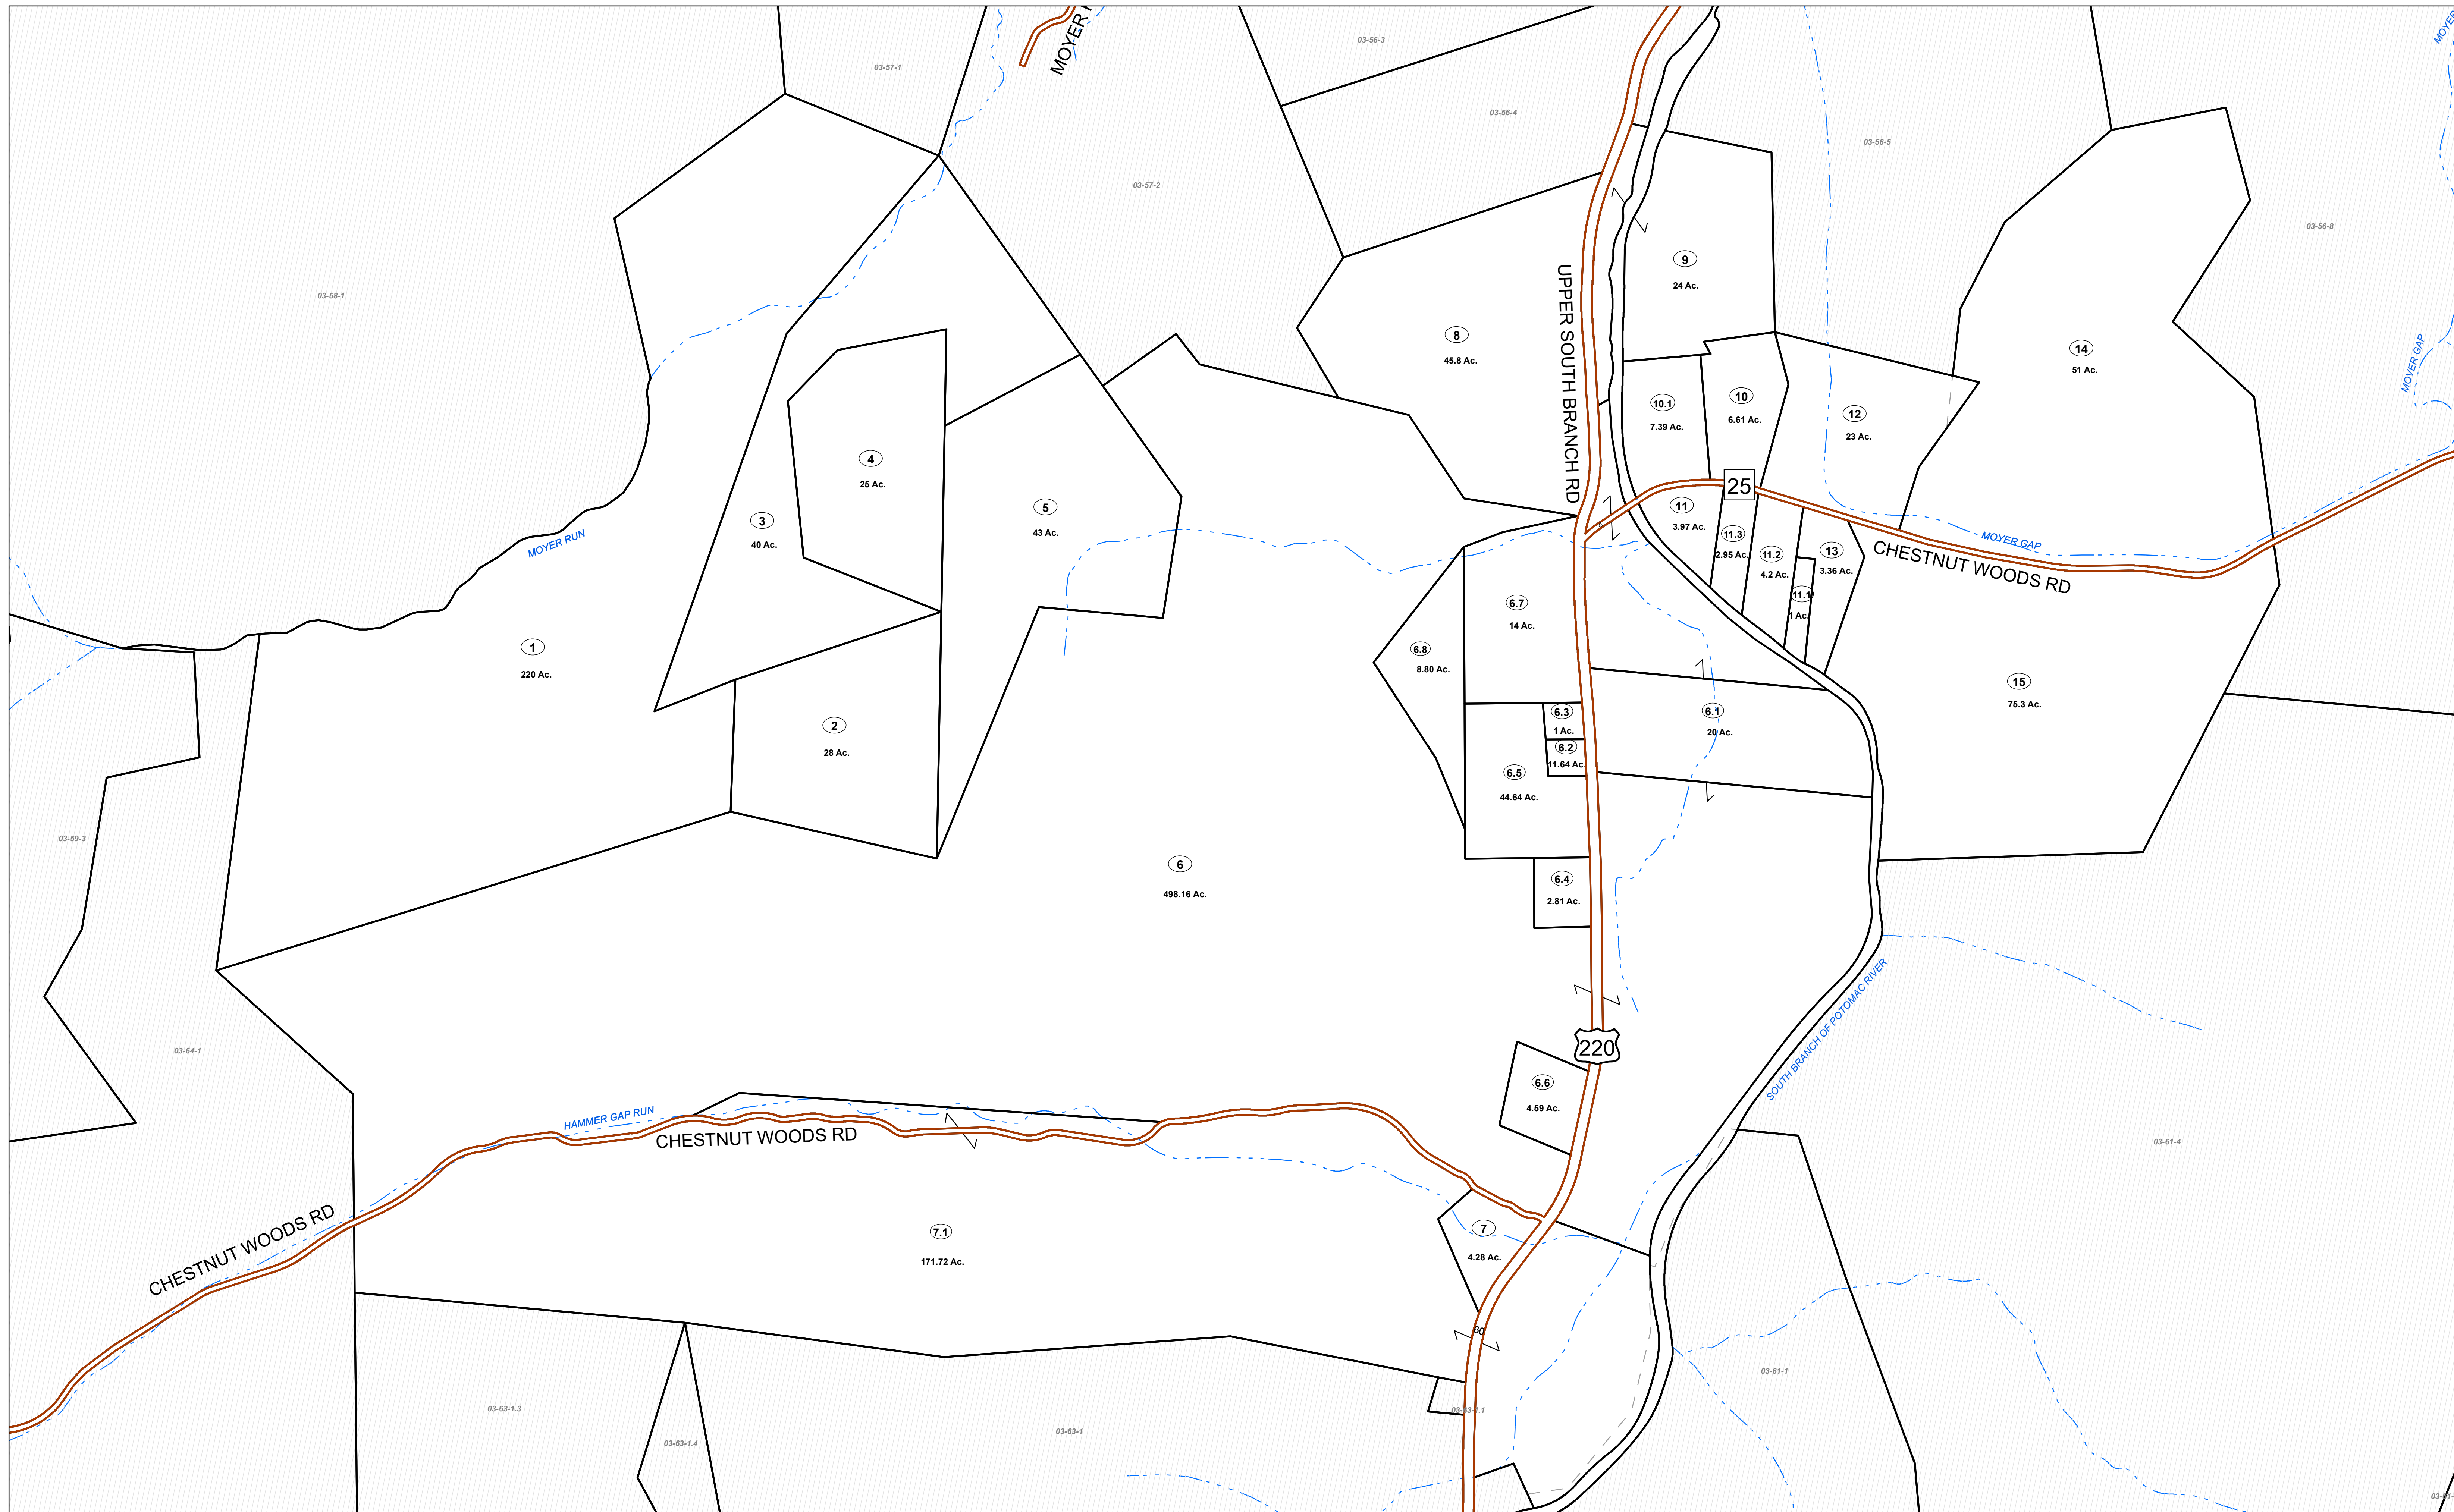 MOYER R
03-56-3
03-57-1
03-56-4
MOYER
03-56-5
03-57-2
03-56-8
9
24 Ac.
03-58-1
UPPER SOUTH BRANCH RD
8
45.8 Ac.
14
51 Ac.
MOYER GAP
10.1
7.39 Ac.
10
6.61 Ac.
12
23 Ac.
4
25 Ac.
25
3
40 Ac.
5
43 Ac.
11
3.97 Ac.
11.3
2.95 Ac.
11.2
4.2 Ac.
13
3.36 Ac.
11.1
1 Ac.
MOYER GAP
CHESTNUT WOODS RD
MOYER RUN
6.7
14 Ac.
1
220 Ac.
6.8
8.80 Ac.
15
75.3 Ac.
2
28 Ac.
6.3
1 Ac.
6.2
11.64 Ac.
6.1
20 Ac.
6.5
44.64 Ac.
03-59-3
6
498.16 Ac.
6.4
2.81 Ac.
SOUTH BRANCH OF POTOMAC RIVER
03-64-1
220
6.6
4.59 Ac.
HAMMER GAP RUN
CHESTNUT WOODS RD
03-61-4
CHESTNUT WOODS RD
7.1
171.72 Ac.
7
4.28 Ac.
60
03-61-1
03-63-1.3
03-63-1.1
03-63-1
03-63-1.4